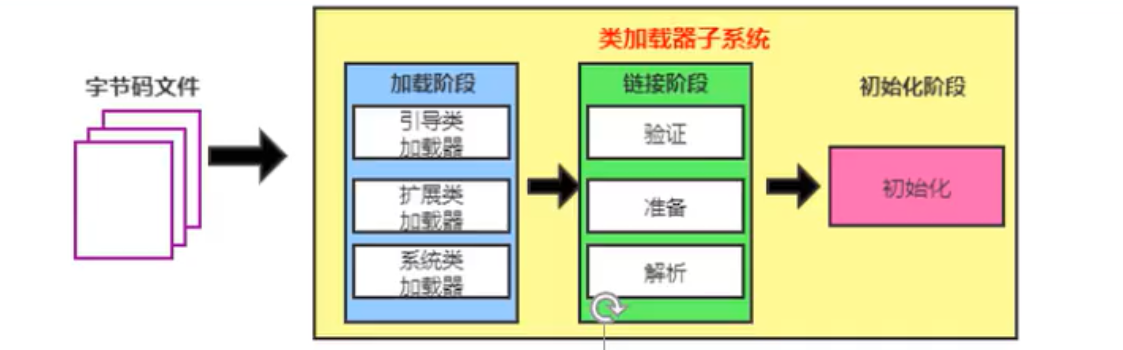 类加载器子系统
字节码文件
加载阶段
引导类
加载器
扩展类
加载器
系统类
加载器
链接阶段
验证
准备
解析
初始化阶段
初始化